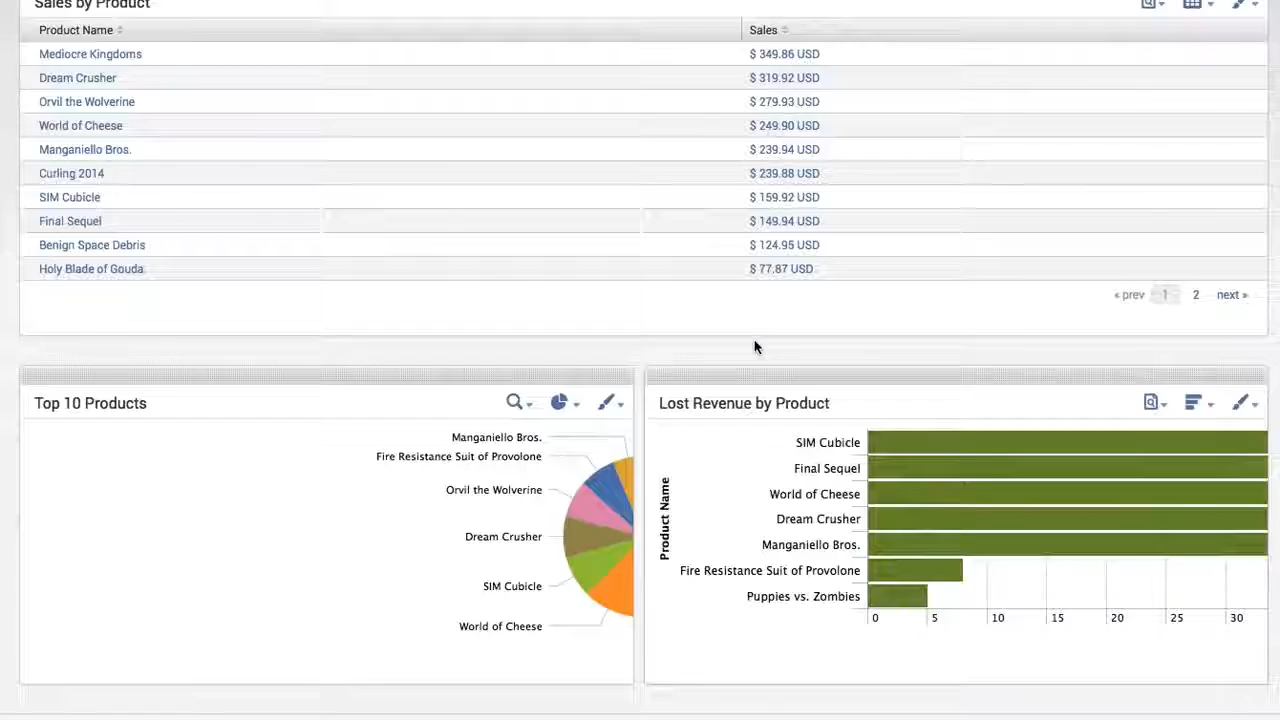 Sales by Product
Product Name Sales
Mediocre Kingdoms $ 349.86 USD
Dream Crusher $ 319.92 USD
Orvil the Wolverine $ 279.93 USD
World of Cheese $ 249.90 USD
Manganiello Bros. $ 239.94 USD
Curling 2014 $ 239.88 USD
SIM Cubicle $ 159.92 USD
Final Sequel $ 149.94 USD
Benign Space Debris $ 124.95 USD
Holy Blade of Gouda $ 77.87 USD
« prev 1 2 next »
Top 10 Products
Manganiello Bros.
Fire Resistance Suit of Provolone
Orvil the Wolverine
Dream Crusher
SIM Cubicle
World of Cheese
Lost Revenue by Product
Product Name
SIM Cubicle
Final Sequel
World of Cheese
Dream Crusher
Manganiello Bros.
Fire Resistance Suit of Provolone
Puppies vs. Zombies
0 5 10 15 20 25 30